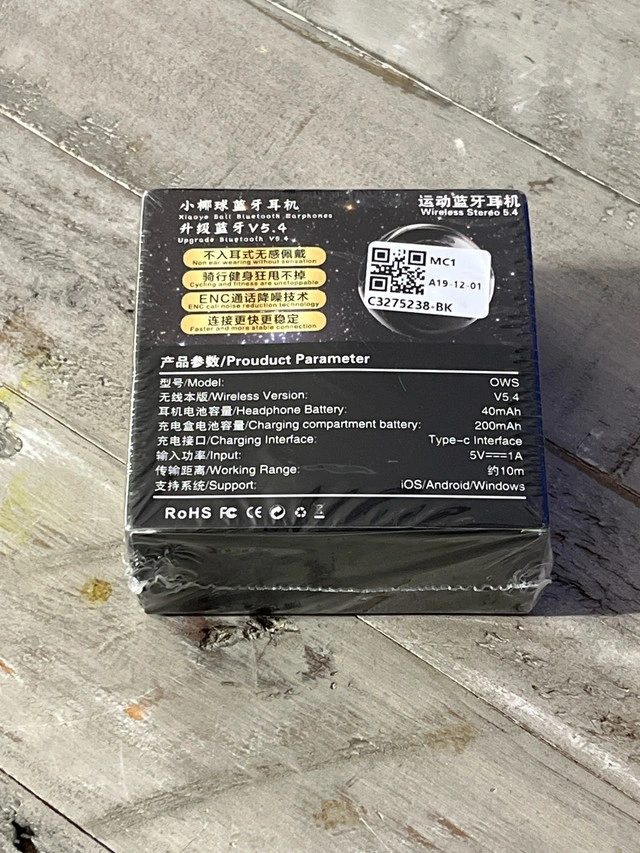 小椰球蓝牙耳机
Xiaoye Ball Bluetooth Earphones
升级蓝牙V5.4
Upgrade Bluetooth V5.4
运动蓝牙耳机
Wireless Stereo 5.4
不入耳式无感佩戴
Non ear wearing without sensation
骑行健身狂甩不掉
Cycling and fitness are unstoppable
ENC通话降噪技术
ENC call noise reduction technology
连接更快更稳定
Faster and more stable connection
MC1
A19-12-01
C3275238-BK
产品参数/Prouduct Parameter
型号/Model: OWS
无线本版/Wireless Version: V5.4
耳机电池容量/Headphone Battery: 40mAh
充电盒电池容量/Charging compartment battery: 200mAh
充电接口/Charging Interface: Type-c Interface
输入功率/Input: 5V⎓1A
传输距离/Working Range: 约10m
支持系统/Support: iOS/Android/Windows
RoHS FC CE